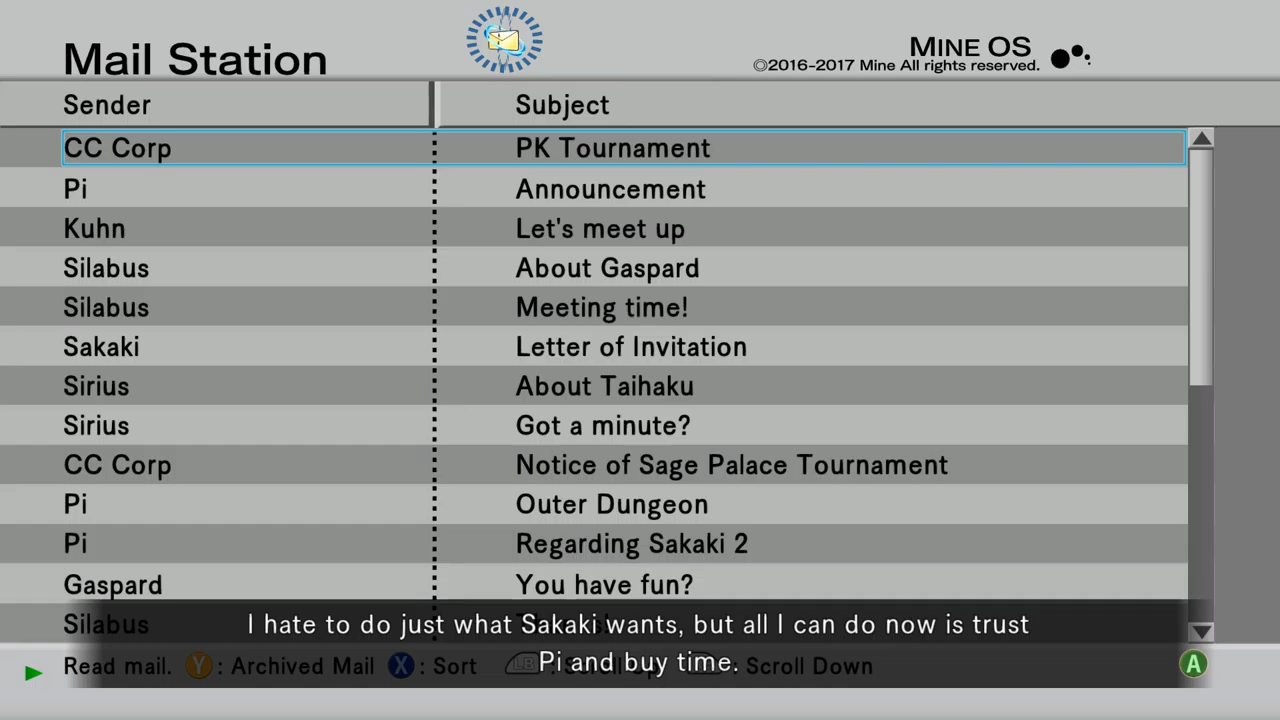 Mail Station
MINE OS
©2016-2017 Mine All rights reserved.
Sender Subject
CC Corp PK Tournament
Pi Announcement
Kuhn Let's meet up
Silabus About Gaspard
Silabus Meeting time!
Sakaki Letter of Invitation
Sirius About Taihaku
Sirius Got a minute?
CC Corp Notice of Sage Palace Tournament
Pi Outer Dungeon
Pi Regarding Sakaki 2
Gaspard You have fun?
Silabus
I hate to do just what Sakaki wants, but all I can do now is trust
Pi and buy time.
Read mail. Y : Archived Mail X : Sort LB : Scroll Up : Scroll Down
A